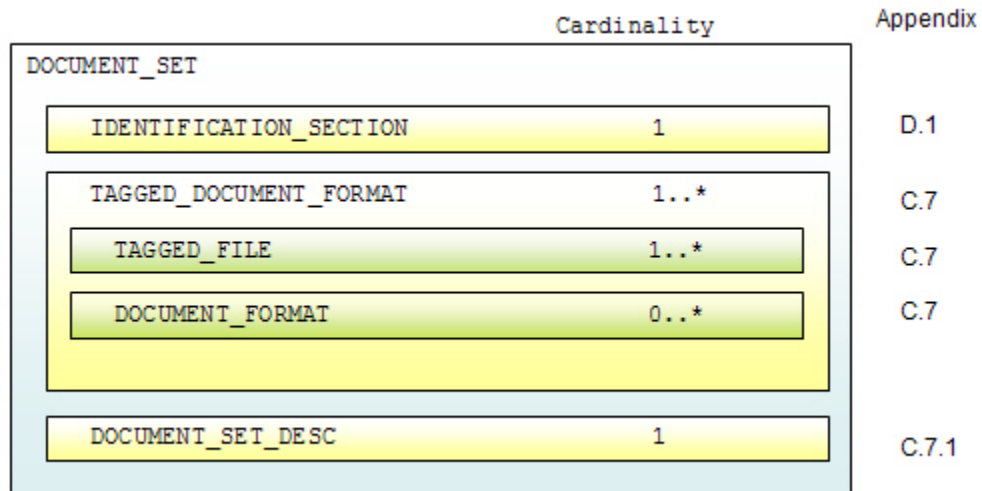 Cardinality Appendix
DOCUMENT_SET
IDENTIFICATION_SECTION 1 D.1
TAGGED_DOCUMENT_FORMAT 1..* C.7
TAGGED_FILE 1..* C.7
DOCUMENT_FORMAT 0..* C.7
DOCUMENT_SET_DESC 1 C.7.1